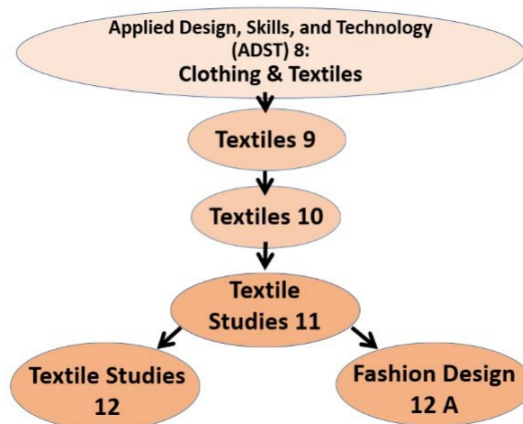 Applied Design, Skills, and Technology
(ADST) 8:
Clothing & Textiles
Textiles 9
Textiles 10
Textile
Studies 11
Textile Studies
12
Fashion Design
12 A